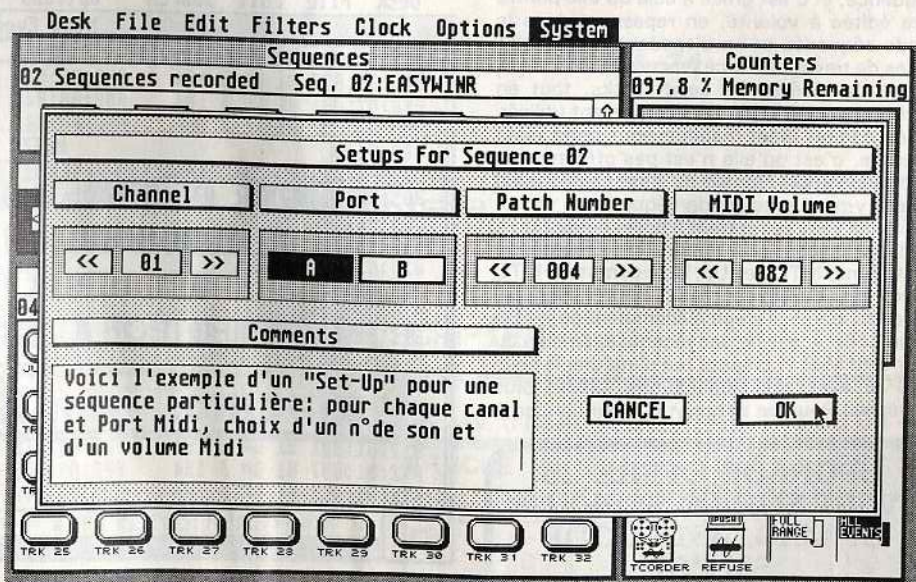 Desk File Edit Filters Clock Options System
Sequences
Counters
02 Sequences recorded Seq. 02:EASYWINR
097.8 % Memory Remaining
Setups For Sequence 02
Channel Port Patch Number MIDI Volume
<< 01 >> A B << 004 >> << 082 >>
04
Comments
Voici l'exemple d'un "Set-Up" pour une
séquence particulière: pour chaque canal
et Port Midi, choix d'un n°de son et
d'un volume Midi
CANCEL OK
PUSH FULL RANGE ALL EVENTS
TRK 25 TRK 26 TRK 27 TRK 28 TRK 29 TRK 30 TRK 31 TRK 32
TCORDER REFUSE